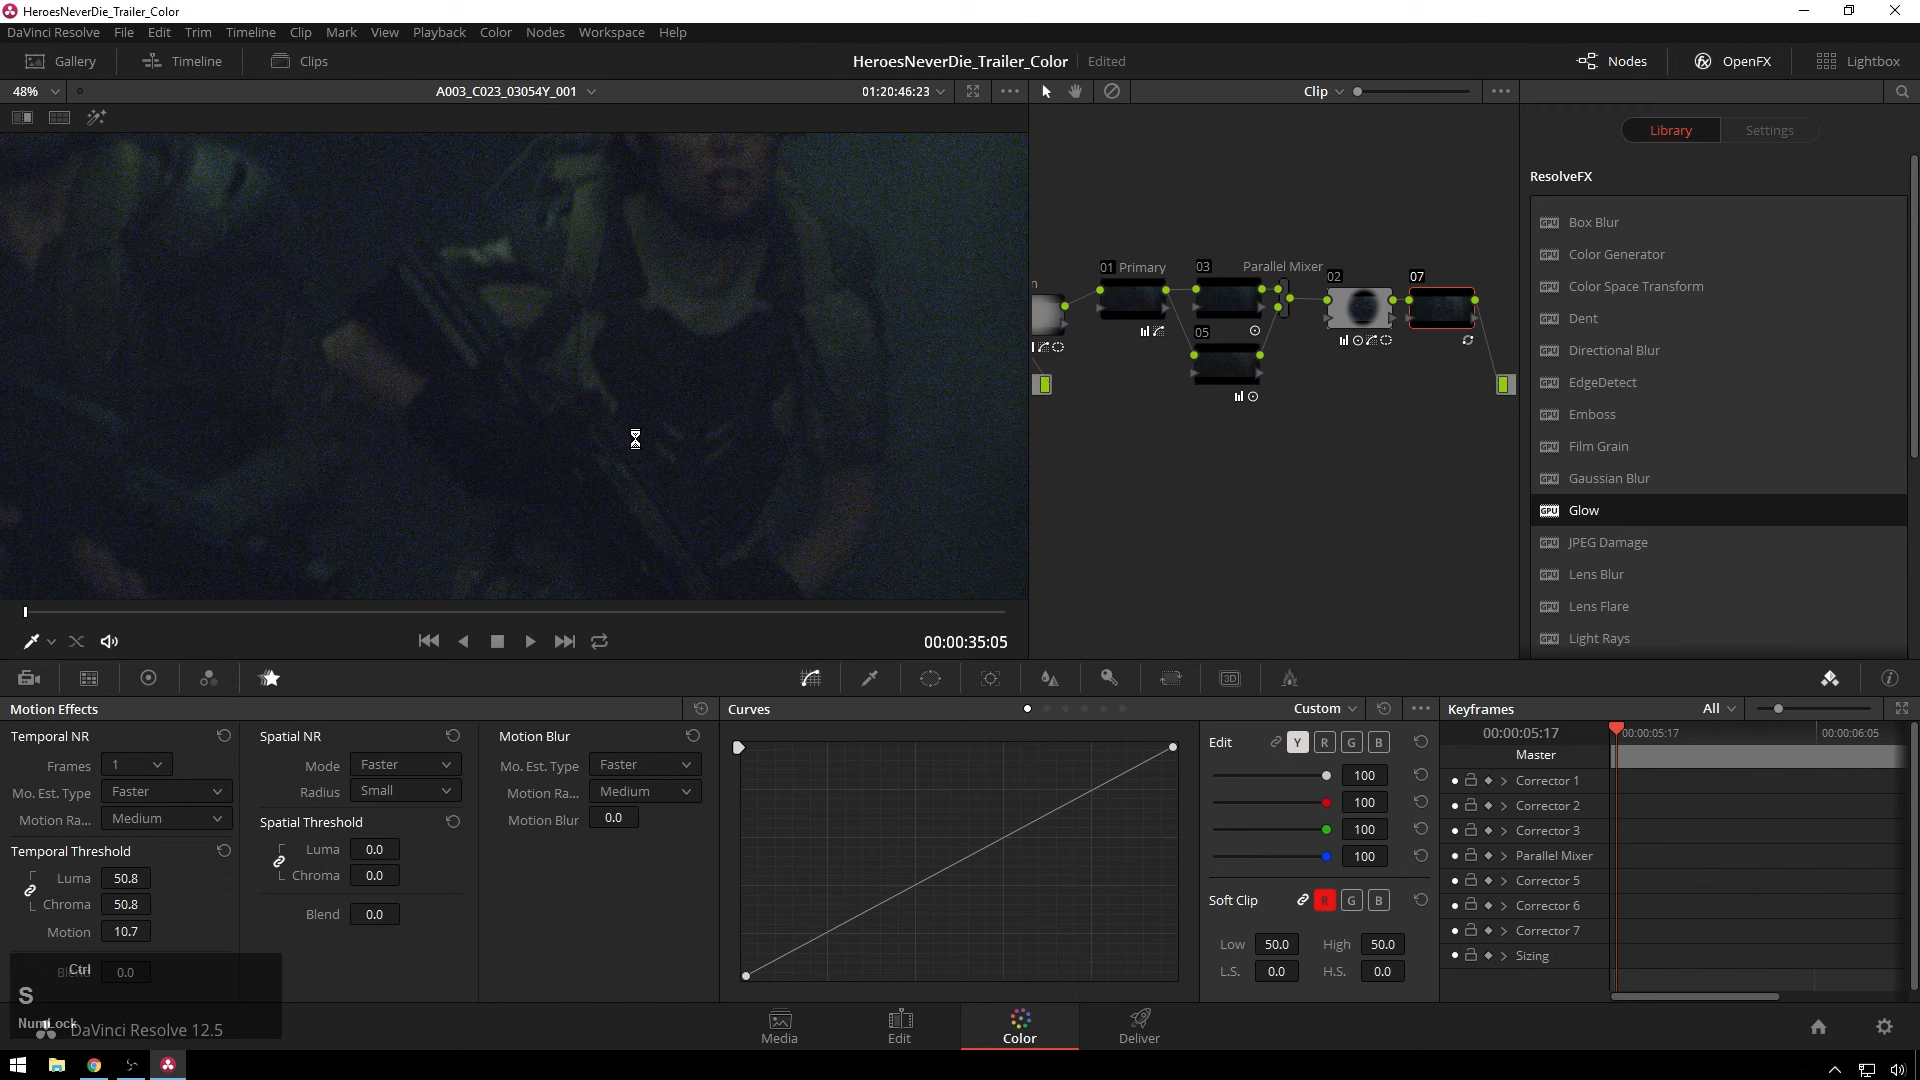 HeroesNeverDie_Trailer_Color
DaVinci Resolve File Edit Trim Timeline Clip Mark View Playback Color Nodes Workspace Help
Gallery Timeline Clips HeroesNeverDie_Trailer_Color Edited Nodes OpenFX Lightbox
48% A003_C023_03054Y_001 01:20:46:23 Clip
Library Settings
ResolveFX
Box Blur
Color Generator
Color Space Transform
Dent
Directional Blur
EdgeDetect
Emboss
Film Grain
Gaussian Blur
Glow
JPEG Damage
Lens Blur
Lens Flare
Light Rays
01 Primary 03 Parallel Mixer 02 07
05
00:00:35:05
Motion Effects
Temporal NR
Frames 1
Mo. Est. Type Faster
Motion Ra... Medium
Temporal Threshold
Luma 50.8
Chroma 50.8
Motion 10.7
0.0
Spatial NR
Mode Faster
Radius Small
Spatial Threshold
Luma 0.0
Chroma 0.0
Blend 0.0
Motion Blur
Mo. Est. Type Faster
Motion Ra... Medium
Motion Blur 0.0
Curves Custom
Edit Y R G B
100
100
100
100
Soft Clip R G B
Low 50.0 High 50.0
L.S. 0.0 H.S. 0.0
Keyframes All
00:00:05:17 00:00:05:17 00:00:06:05
Master
Corrector 1
Corrector 2
Corrector 3
Parallel Mixer
Corrector 5
Corrector 6
Corrector 7
Sizing
3D
Ctrl
S
NumLock
DaVinci Resolve 12.5
Media Edit Color Deliver